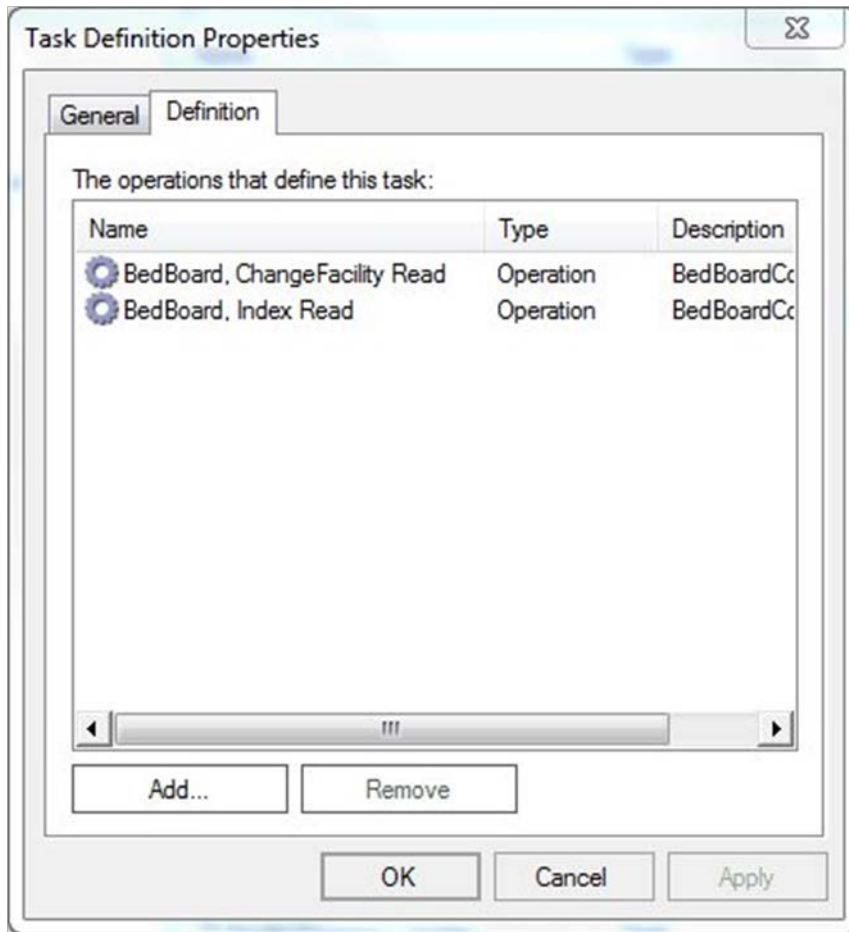 Task Definition Properties
General Definition
The operations that define this task:
Name Type Description
BedBoard, ChangeFacility Read Operation BedBoardCo
BedBoard, Index Read Operation BedBoardCo
Add... Remove
OK Cancel Apply